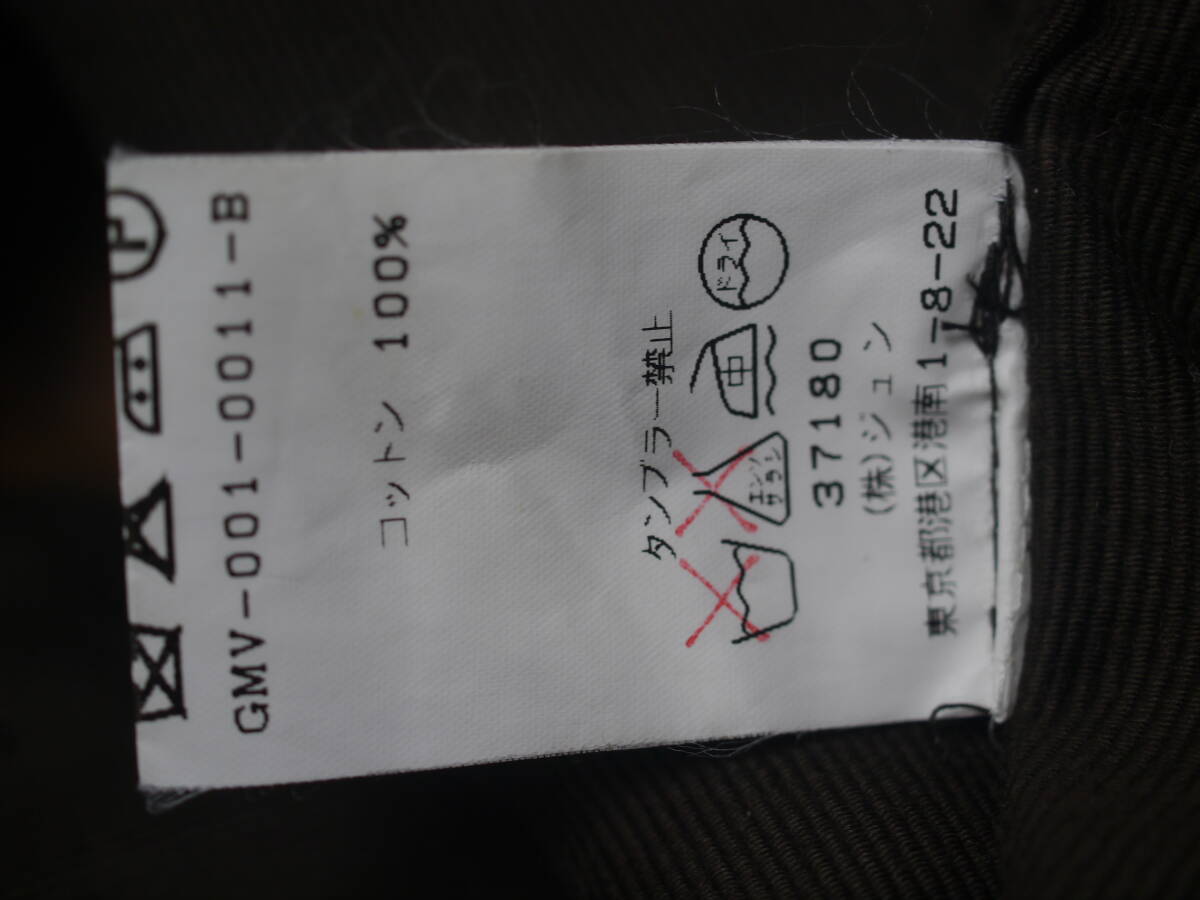 P
GMV-001-0011-B
コットン 100%
タンブラー禁止
エンソ
サラシ
中
ドライ
37180
(株)ジュン
東京都港区港南1-8-22